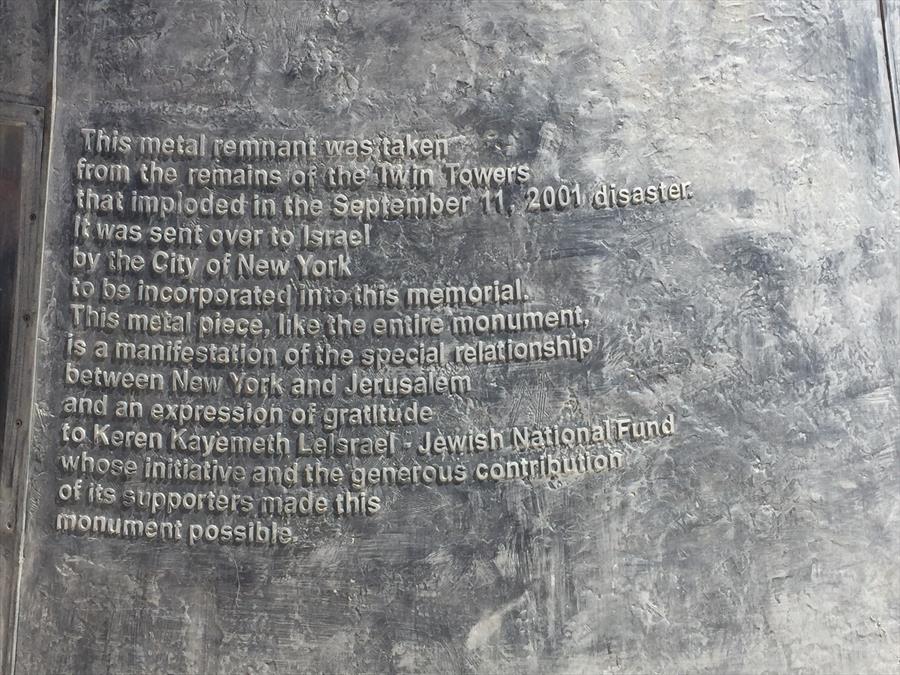 This metal remnant was taken
from the remains of the Twin Towers
that imploded in the September 11, 2001 disaster.
It was sent over to Israel
by the City of New York
to be incorporated into this memorial.
This metal piece, like the entire monument,
is a manifestation of the special relationship
between New York and Jerusalem
and an expression of gratitude
to Keren Kayemeth LeIsrael - Jewish National Fund
whose initiative and the generous contribution
of its supporters made this
monument possible.